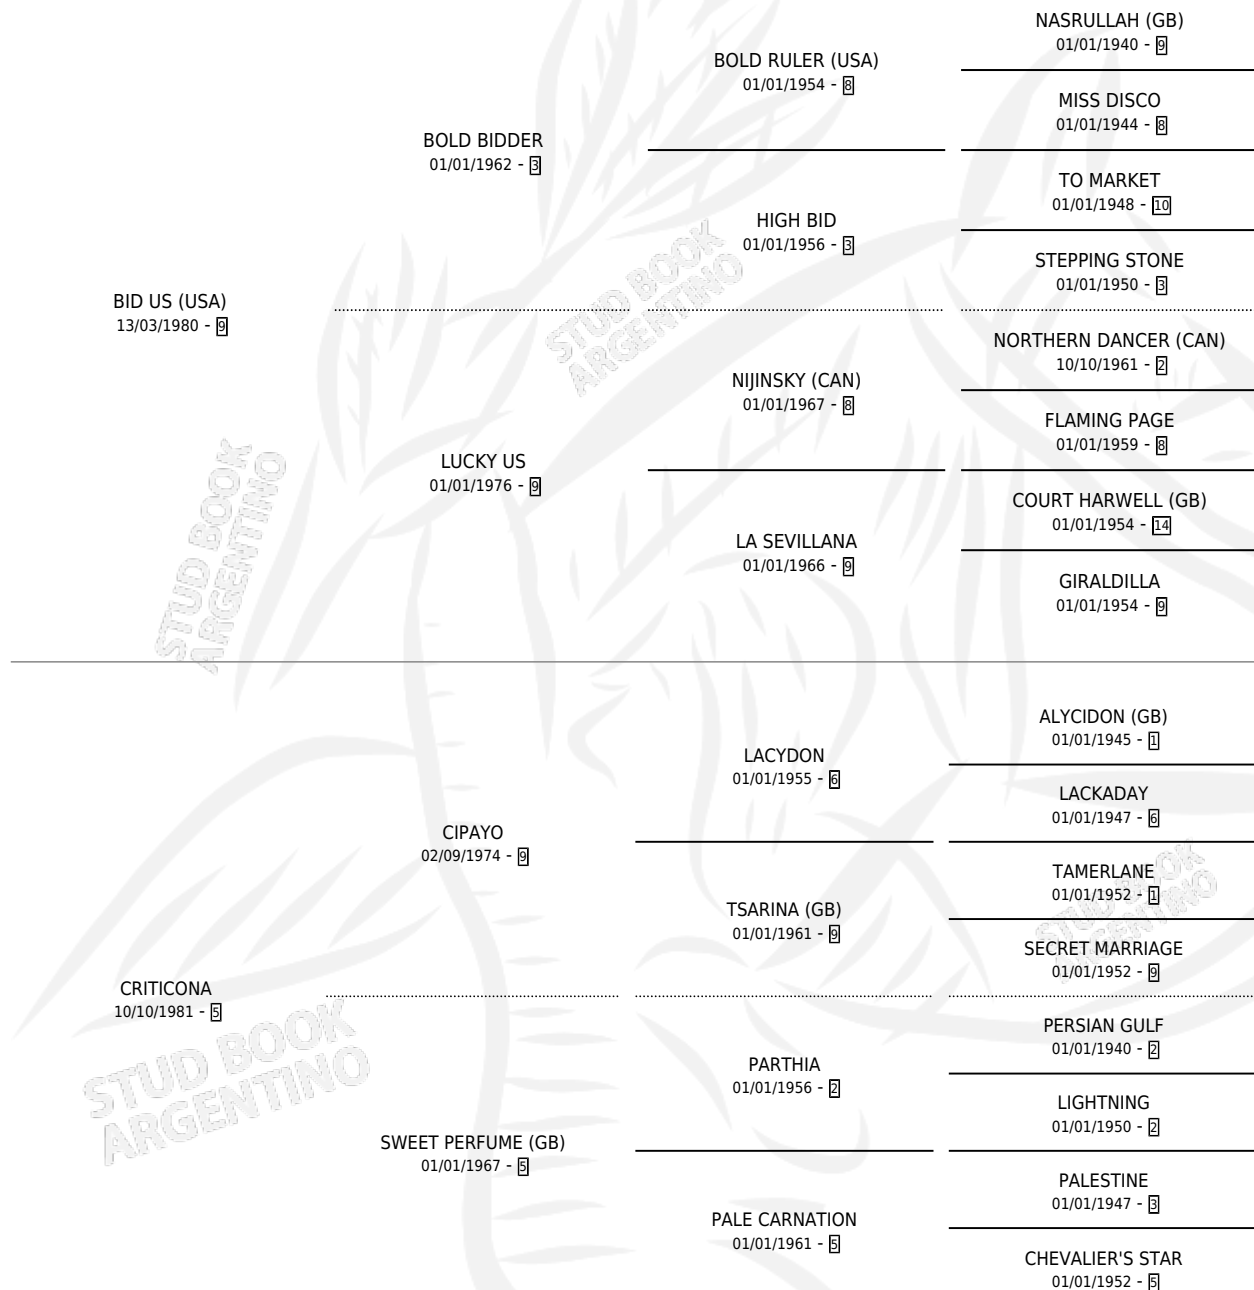 NASRULLAH (GB)
01/01/1940 - 9
BOLD RULER (USA)
01/01/1954 - 8
MISS DISCO
01/01/1944 - 8
BOLD BIDDER
01/01/1962 - 3
TO MARKET
01/01/1948 - 10
HIGH BID
01/01/1956 - 3
STEPPING STONE
01/01/1950 - 3
BID US (USA)
13/03/1980 - 9
NORTHERN DANCER (CAN)
10/10/1961 - 2
NIJINSKY (CAN)
01/01/1967 - 8
FLAMING PAGE
01/01/1959 - 8
LUCKY US
01/01/1976 - 9
COURT HARWELL (GB)
01/01/1954 - 14
LA SEVILLANA
01/01/1966 - 9
GIRALDILLA
01/01/1954 - 9
ALYCIDON (GB)
01/01/1945 - 1
LACYDON
01/01/1955 - 6
LACKADAY
01/01/1947 - 6
CIPAYO
02/09/1974 - 9
TAMERLANE
01/01/1952 - 1
TSARINA (GB)
01/01/1961 - 9
SECRET MARRIAGE
01/01/1952 - 9
CRITICONA
10/10/1981 - 5
PERSIAN GULF
01/01/1940 - 2
PARTHIA
01/01/1956 - 2
LIGHTNING
01/01/1950 - 2
SWEET PERFUME (GB)
01/01/1967 - 5
PALESTINE
01/01/1947 - 3
PALE CARNATION
01/01/1961 - 5
CHEVALIER'S STAR
01/01/1952 - 5
STUD BOOK
ARGENTINO
STUD BOOK
ARGENTINO
STUD BOOK
ARGENTINO
STUD BOOK
ARGENTINO